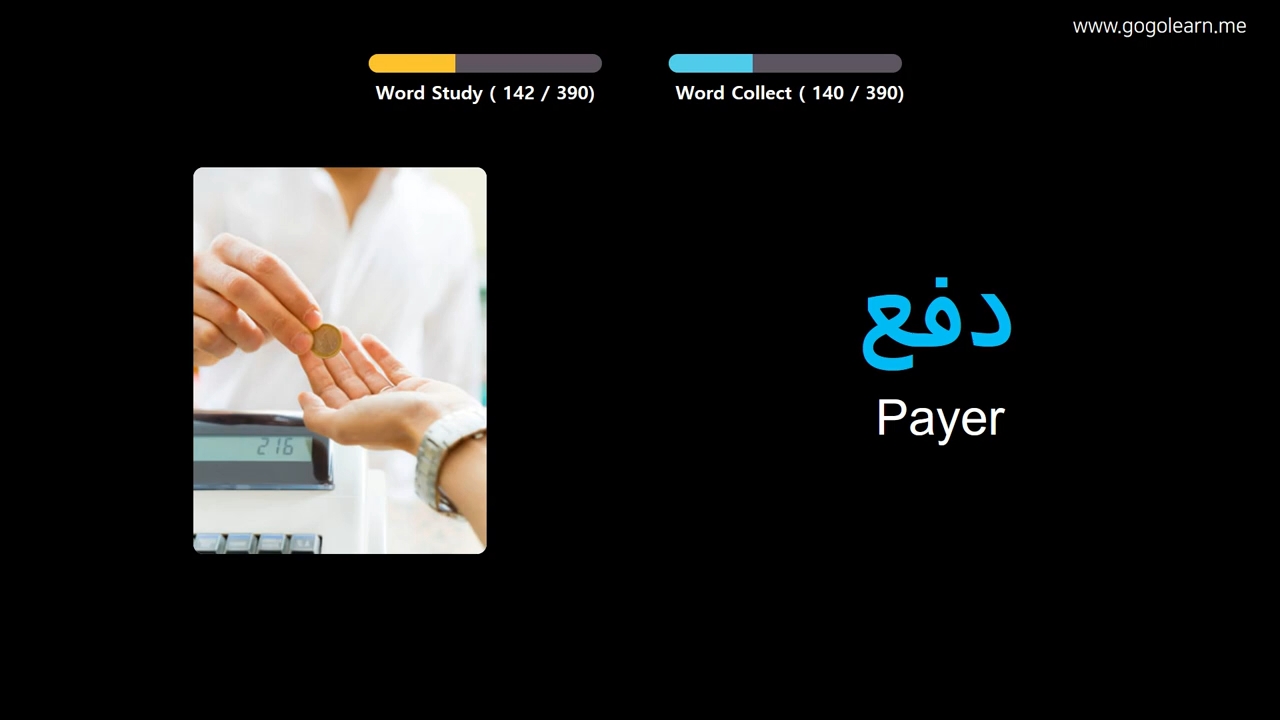 www.gogolearn.me
Word Study ( 142 / 390)
Word Collect ( 140 / 390)
216
دفع
Payer